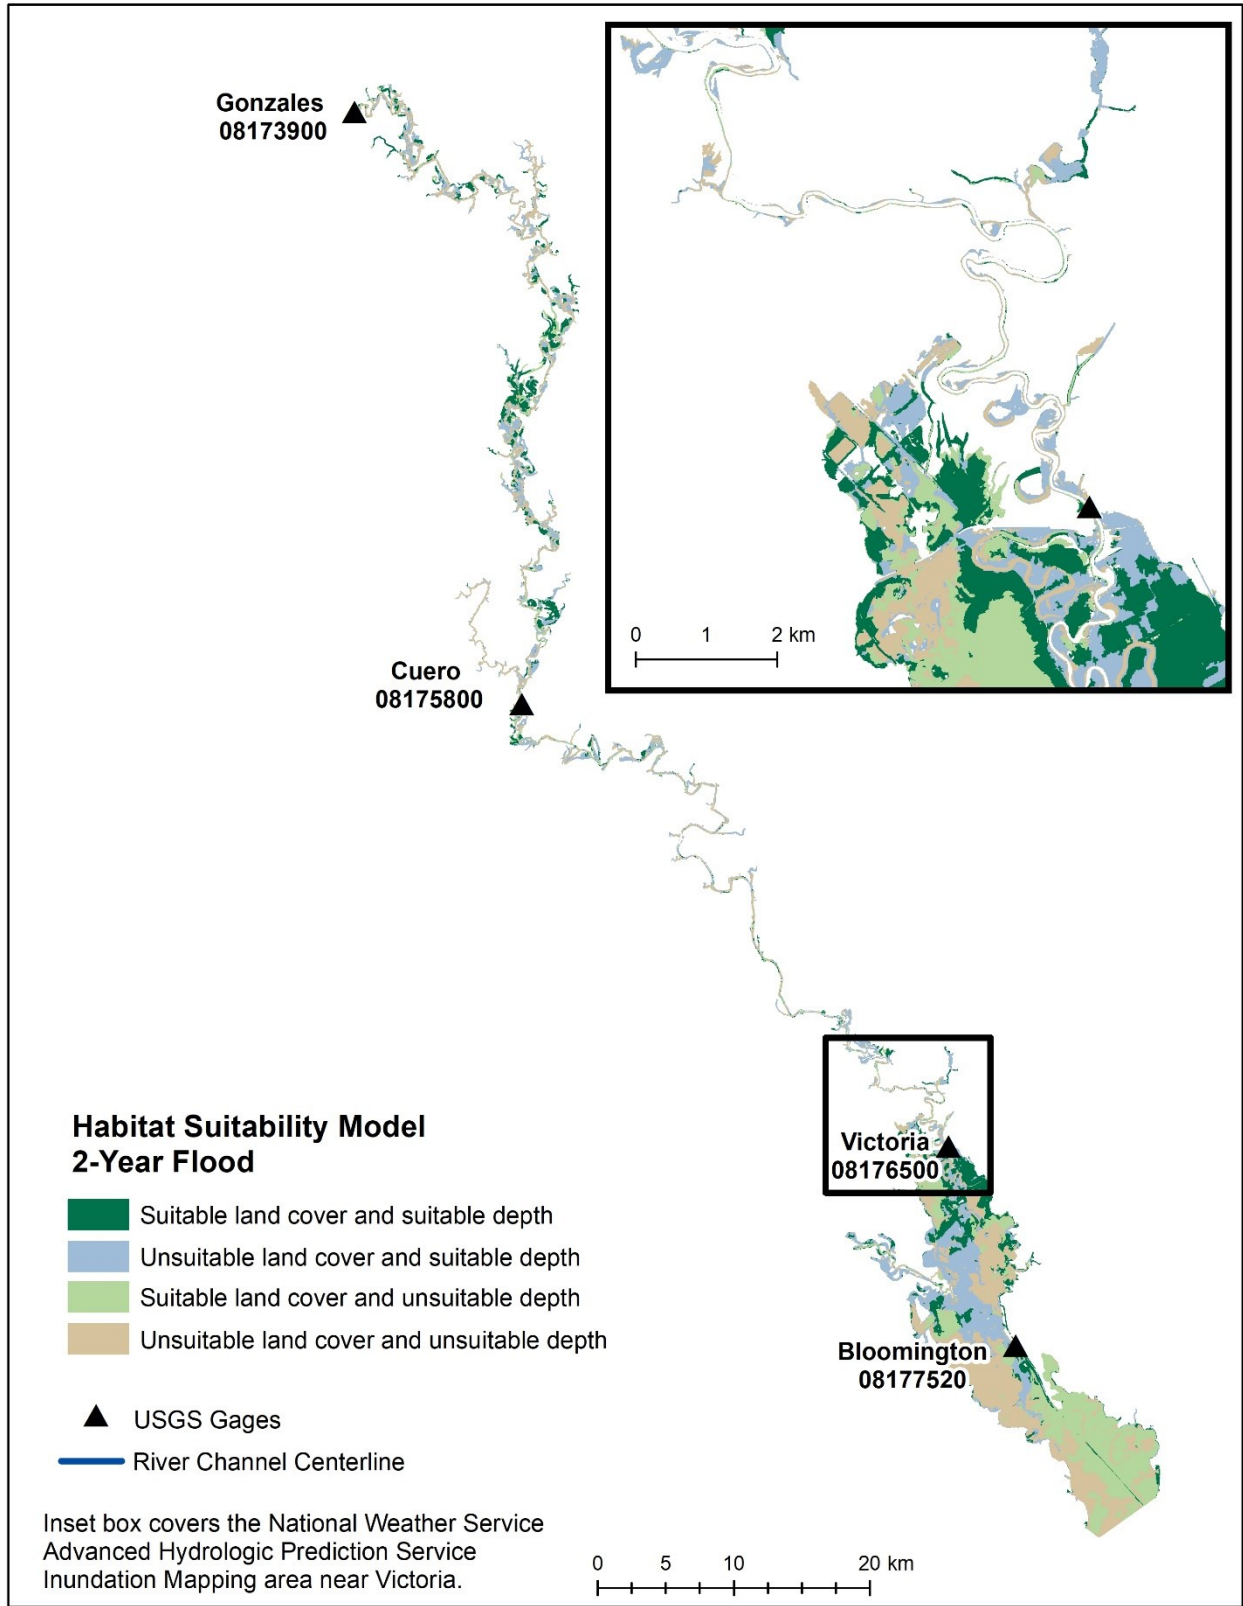 Gonzales
08173900
Cuero
08175800
0 1 2 km
Victoria
08176500
Bloomington
08177520
Habitat Suitability Model
2-Year Flood
Suitable land cover and suitable depth
Unsuitable land cover and suitable depth
Suitable land cover and unsuitable depth
Unsuitable land cover and unsuitable depth
USGS Gages
River Channel Centerline
Inset box covers the National Weather Service
Advanced Hydrologic Prediction Service
Inundation Mapping area near Victoria.
0 5 10 20 km